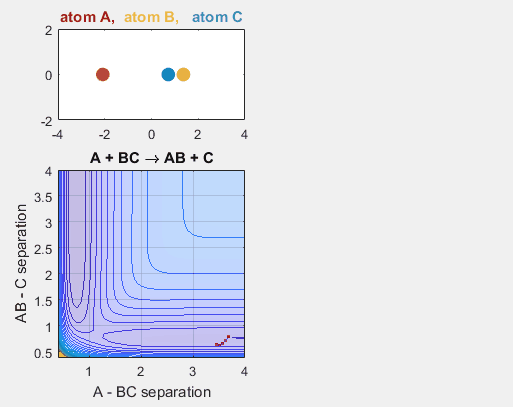 atom A, atom B, atom C
2
0
-2
-4 -2 0 2 4
A + BC → AB + C
4
3.5
3
2.5
2
1.5
1
0.5
AB - C separation
1 2 3 4
A - BC separation